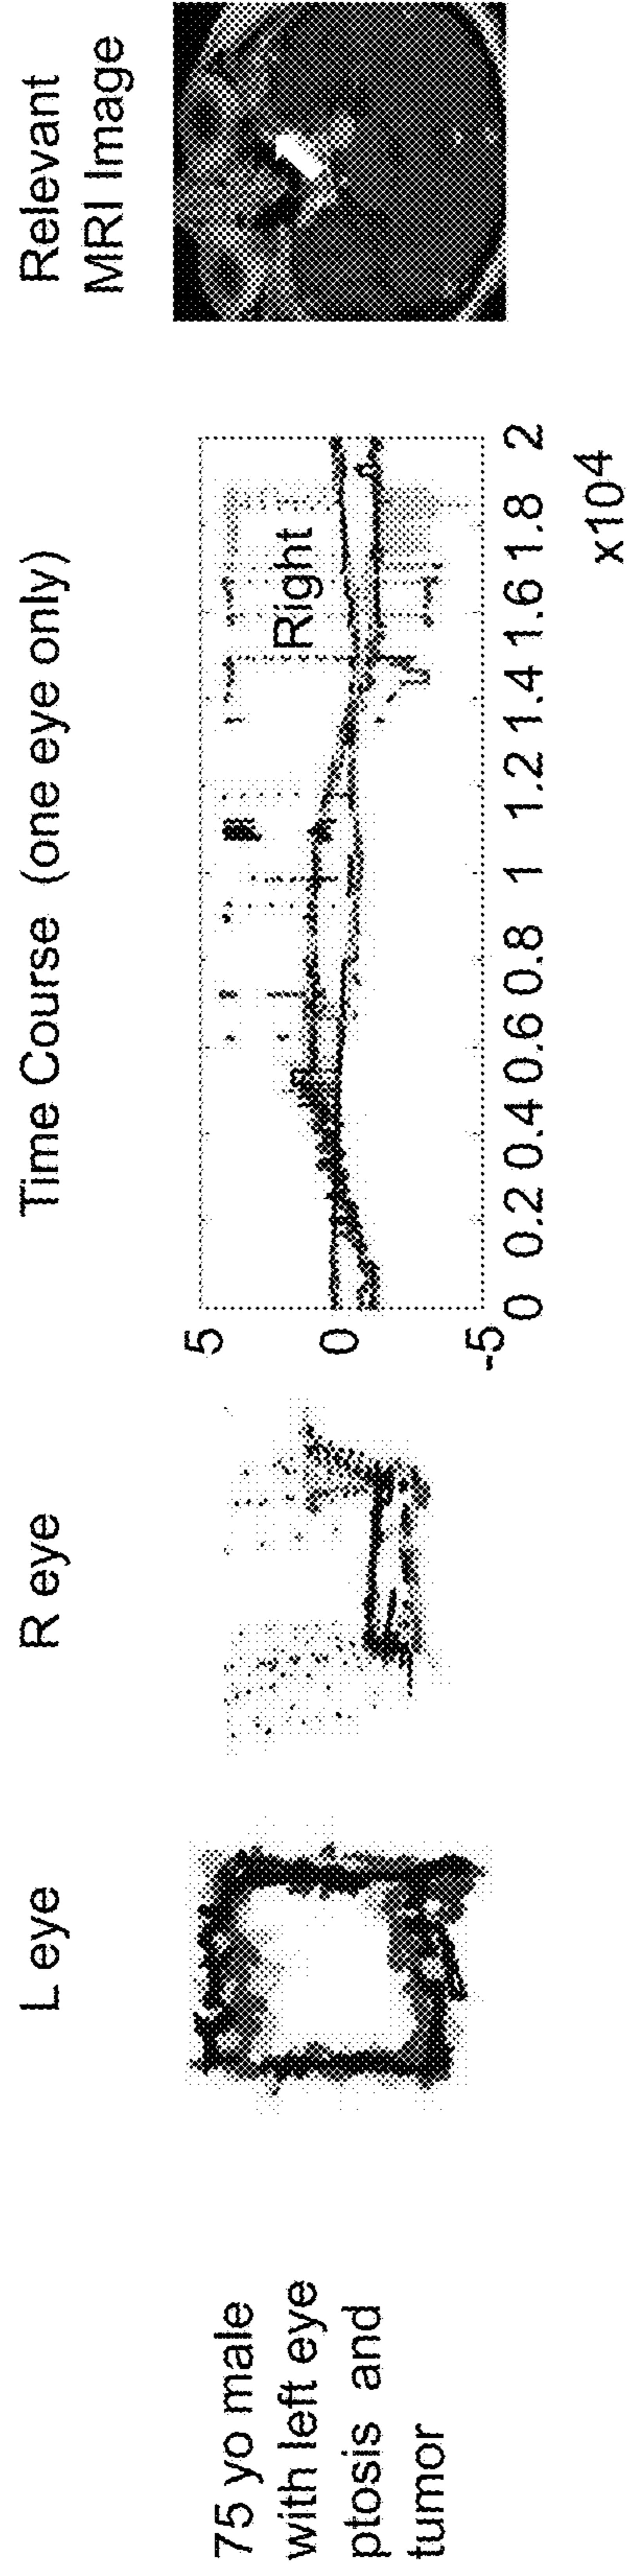 L eye
R eye
Time Course (one eye only)
Relevant
MRI Image
75 yo male
with left eye
ptosis and
tumor
5
0
-5
Right
0 0.2 0.4 0.6 0.8 1 1.2 1.4 1.6 1.8 2
x10⁴